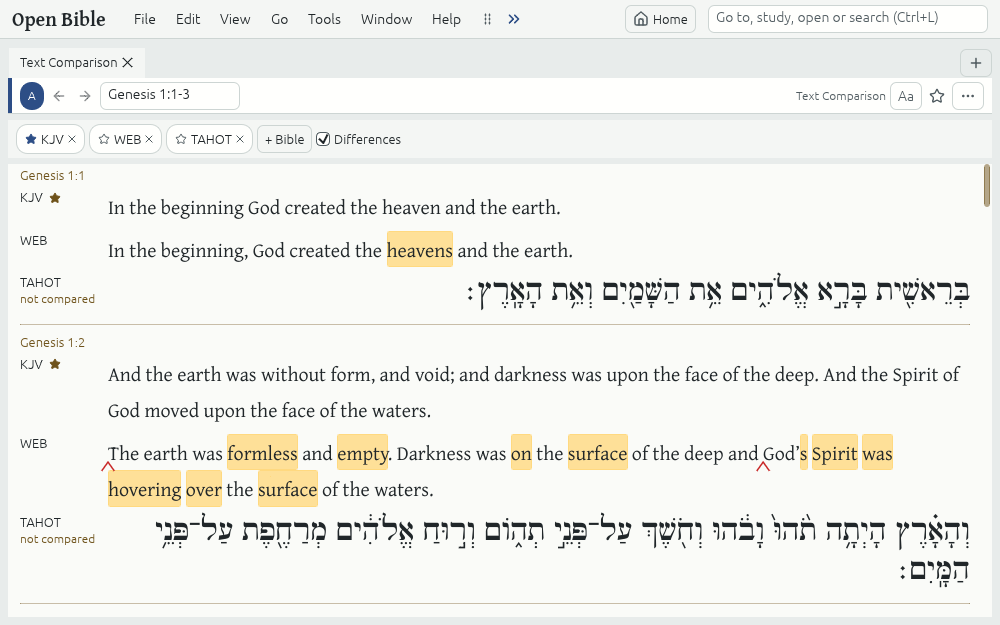 Open Bible File Edit View Go Tools Window Help » Home Go to, study, open or search (Ctrl+L)
Text Comparison
A Genesis 1:1-3 Text Comparison Aa
KJV WEB TAHOT + Bible Differences
Genesis 1:1
KJV
In the beginning God created the heaven and the earth.
WEB
In the beginning, God created the heavens and the earth.
TAHOT
not compared
בְּרֵאשִׁ֖ית בָּרָ֣א אֱלֹהִ֑ים אֵ֥ת הַשָּׁמַ֖יִם וְאֵ֥ת הָאָֽרֶץ׃
Genesis 1:2
KJV
And the earth was without form, and void; and darkness was upon the face of the deep. And the Spirit of
God moved upon the face of the waters.
WEB
The earth was formless and empty. Darkness was on the surface of the deep and God’s Spirit was
hovering over the surface of the waters.
TAHOT
not compared
וְהָאָ֗רֶץ הָיְתָ֥ה תֹ֙הוּ֙ וָבֹ֔הוּ וְחֹ֖שֶׁךְ עַל־פְּנֵ֣י תְה֑וֹם וְר֣וּחַ אֱלֹהִ֔ים מְרַחֶ֖פֶת עַל־פְּנֵ֥י
הַמָּֽיִם׃